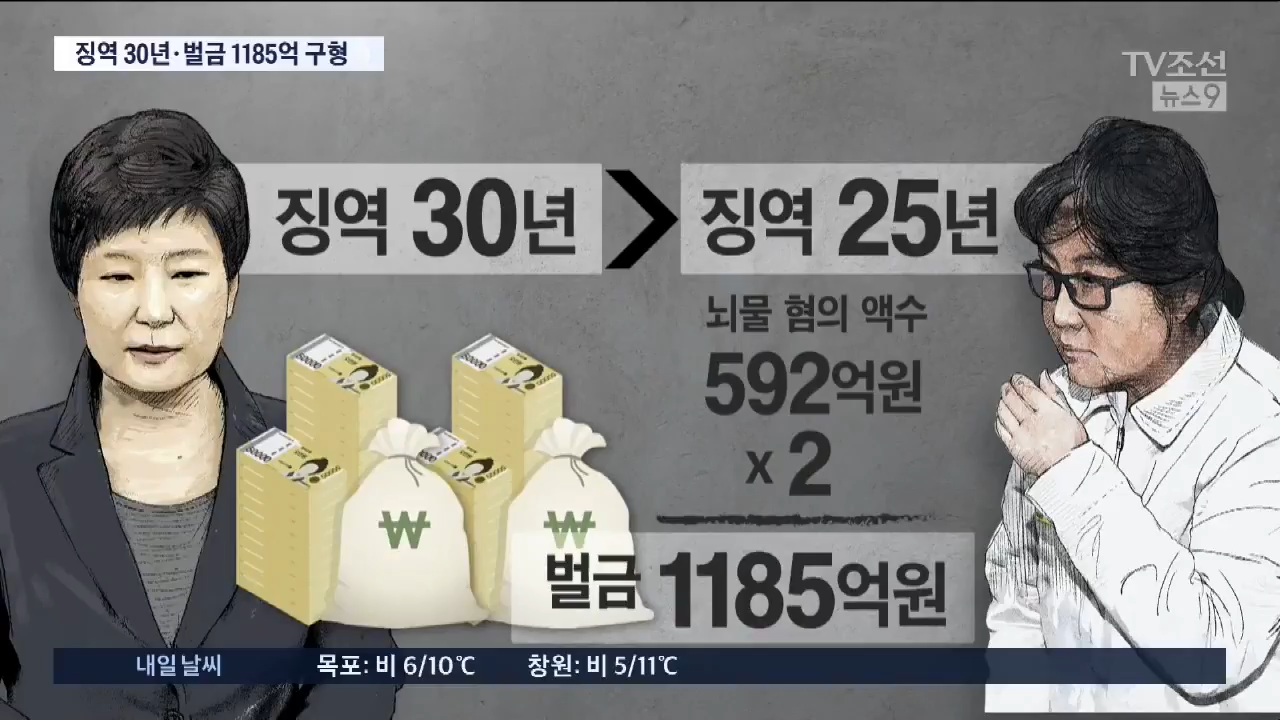 징역 30년·벌금 1185억 구형
TV조선
뉴스9
징역 30년 > 징역 25년
뇌물 혐의 액수
592억원
x 2
₩ ₩
벌금 1185억원
내일 날씨 목포: 비 6/10℃ 창원: 비 5/11℃